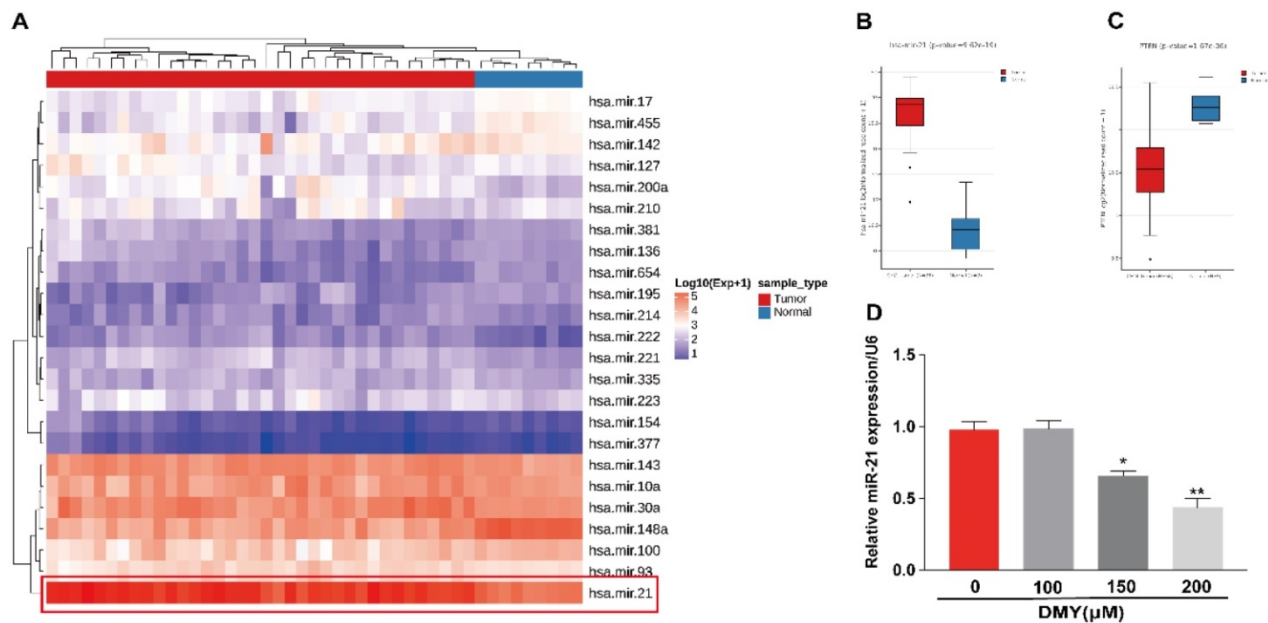 A
hsa.mir.17
hsa.mir.455
hsa.mir.142
hsa.mir.127
hsa.mir.200a
hsa.mir.210
hsa.mir.381
hsa.mir.136
hsa.mir.654
hsa.mir.195
hsa.mir.214
hsa.mir.222
hsa.mir.221
hsa.mir.335
hsa.mir.223
hsa.mir.154
hsa.mir.377
hsa.mir.143
hsa.mir.10a
hsa.mir.30a
hsa.mir.148a
hsa.mir.100
hsa.mir.93
hsa.mir.21
Log10(Exp+1)
5
4
3
2
1
sample_type
Tumor
Normal
B
Tumor
C
Tumor
Normal
D
Relative miR-21 expression/U6
1.5
1.0
0.5
0.0
*
**
0 100 150 200
DMY(μM)